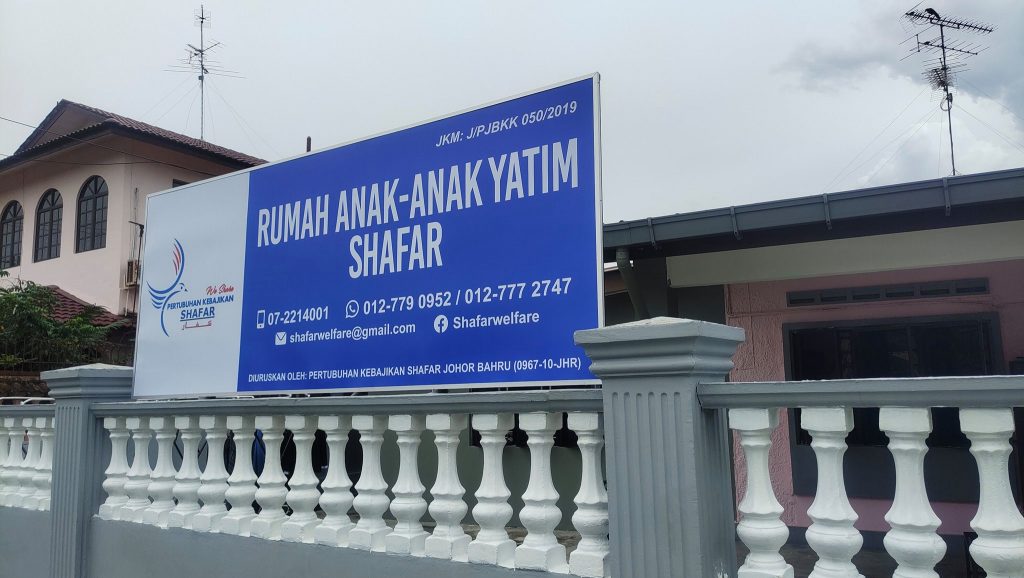 We Share
PERTUBUHAN KEBAJIKAN
SHAFAR
JKM: J/PJBKK 050/2019
RUMAH ANAK-ANAK YATIM
SHAFAR
07-2214001 012-779 0952 / 012-777 2747
shafarwelfare@gmail.com Shafarwelfare
DIURUSKAN OLEH: PERTUBUHAN KEBAJIKAN SHAFAR JOHOR BAHRU (0967-10-JHR)